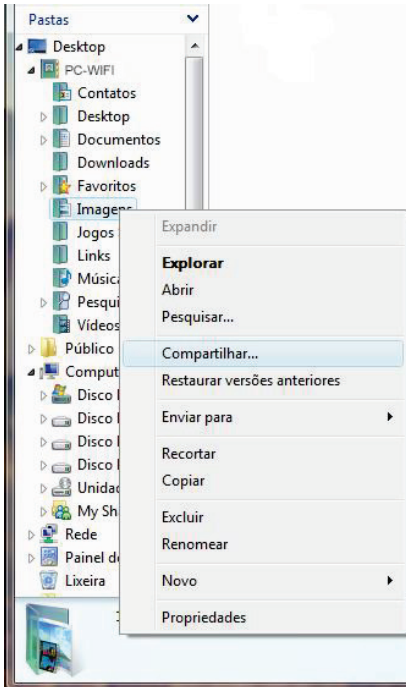 Pastas
Desktop
PC-WIFI
Contatos
Desktop
Documentos
Downloads
Favoritos
Imagens
Jogos
Links
Pesqui
Vídeos
Público
Comput
Disco
Disco
Disco
Disco
Unidad
My Sh
Rede
Painel d
Lixeira
Expandir
Explorar
Abrir
Pesquisar...
Compartilhar...
Restaurar versões anteriores
Enviar para
Recortar
Copiar
Excluir
Renomear
Novo
Propriedades